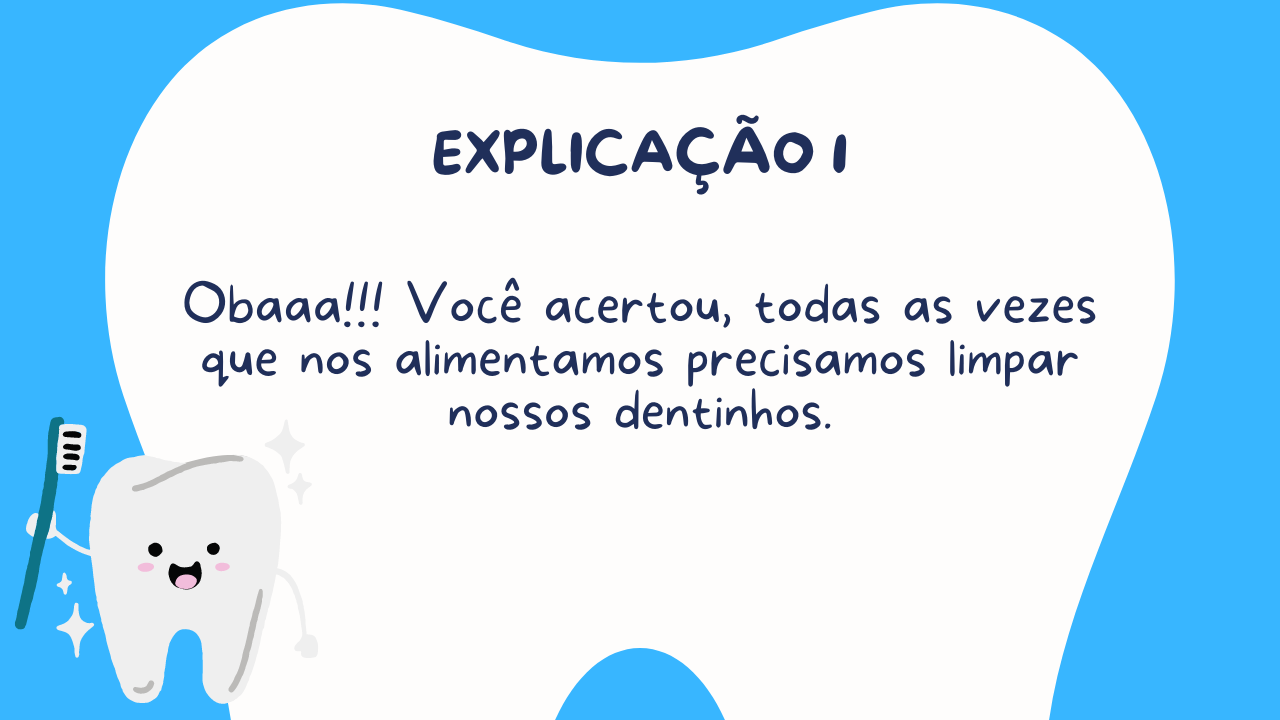 EXPLICAÇÃO 1
Obaaa!!! Você acertou, todas as vezes
que nos alimentamos precisamos limpar
nossos dentinhos.